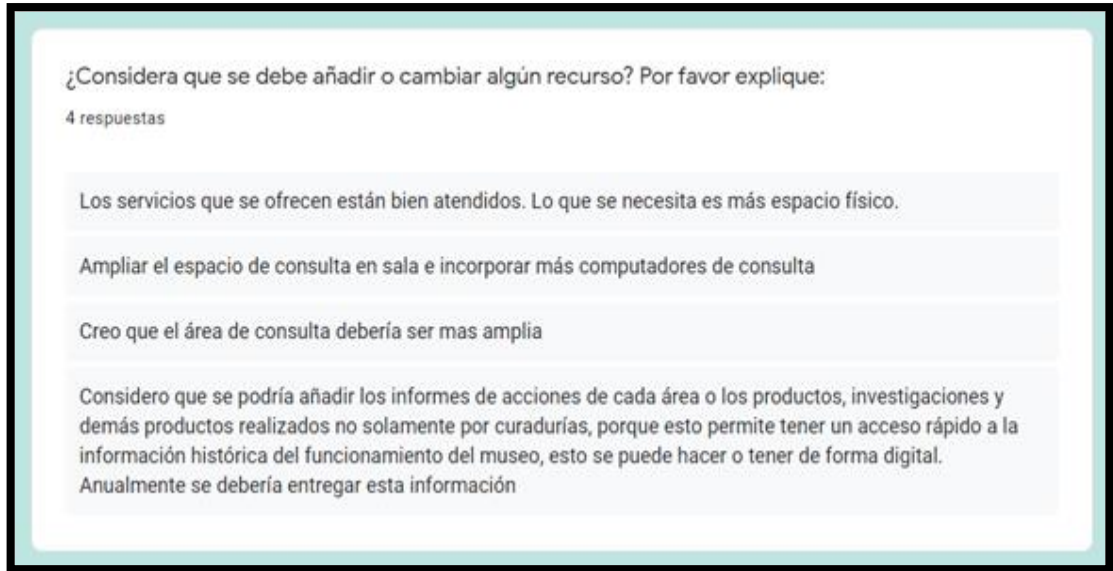 ¿Considera que se debe añadir o cambiar algún recurso? Por favor explique:
4 respuestas
Los servicios que se ofrecen están bien atendidos. Lo que se necesita es más espacio físico.
Ampliar el espacio de consulta en sala e incorporar más computadores de consulta
Creo que el área de consulta debería ser mas amplia
Considero que se podría añadir los informes de acciones de cada área o los productos, investigaciones y
demás productos realizados no solamente por curadurías, porque esto permite tener un acceso rápido a la
información histórica del funcionamiento del museo, esto se puede hacer o tener de forma digital.
Anualmente se debería entregar esta información